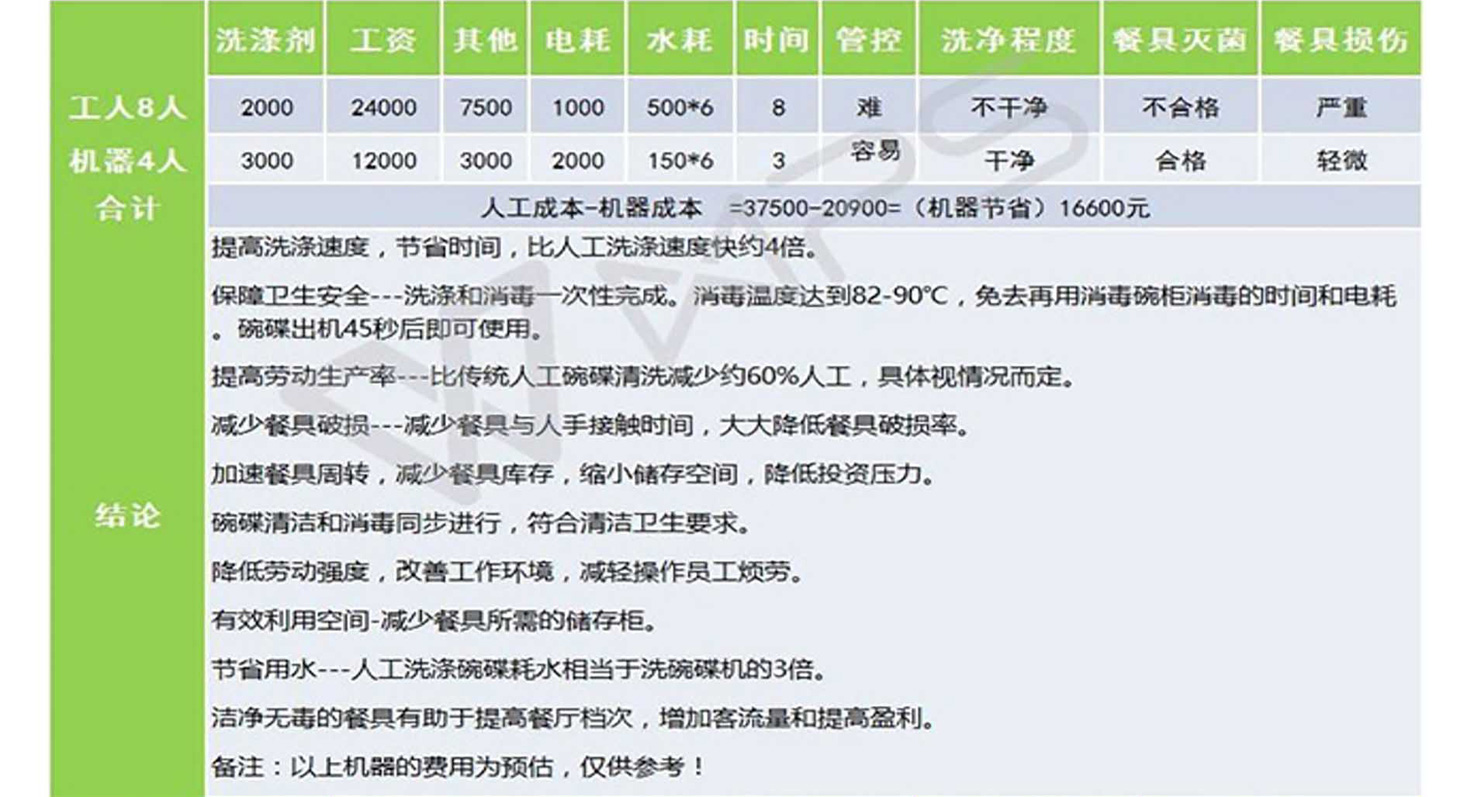 洗涤剂 工资 其他 电耗 水耗 时间 管控 洗净程度 餐具灭菌 餐具损伤
工人8人 2000 24000 7500 1000 500*6 8 难 不干净 不合格 严重
机器4人 3000 12000 3000 2000 150*6 3 容易 干净 合格 轻微
合计 人工成本-机器成本 =37500-20900=（机器节省）16600元
提高洗涤速度，节省时间，比人工洗涤速度快约4倍。
保障卫生安全---洗涤和消毒一次性完成。消毒温度达到82-90℃，免去再用消毒碗柜消毒的时间和电耗
。碗碟出机45秒后即可使用。
提高劳动生产率---比传统人工碗碟清洗减少约60%人工，具体视情况而定。
减少餐具破损---减少餐具与人手接触时间，大大降低餐具破损率。
加速餐具周转，减少餐具库存，缩小储存空间，降低投资压力。
结论
碗碟清洁和消毒同步进行，符合清洁卫生要求。
降低劳动强度，改善工作环境，减轻操作员工烦劳。
有效利用空间-减少餐具所需的储存柜。
节省用水---人工洗涤碗碟耗水相当于洗碗碟机的3倍。
洁净无毒的餐具有助于提高餐厅档次，增加客流量和提高盈利。
备注：以上机器的费用为预估，仅供参考！